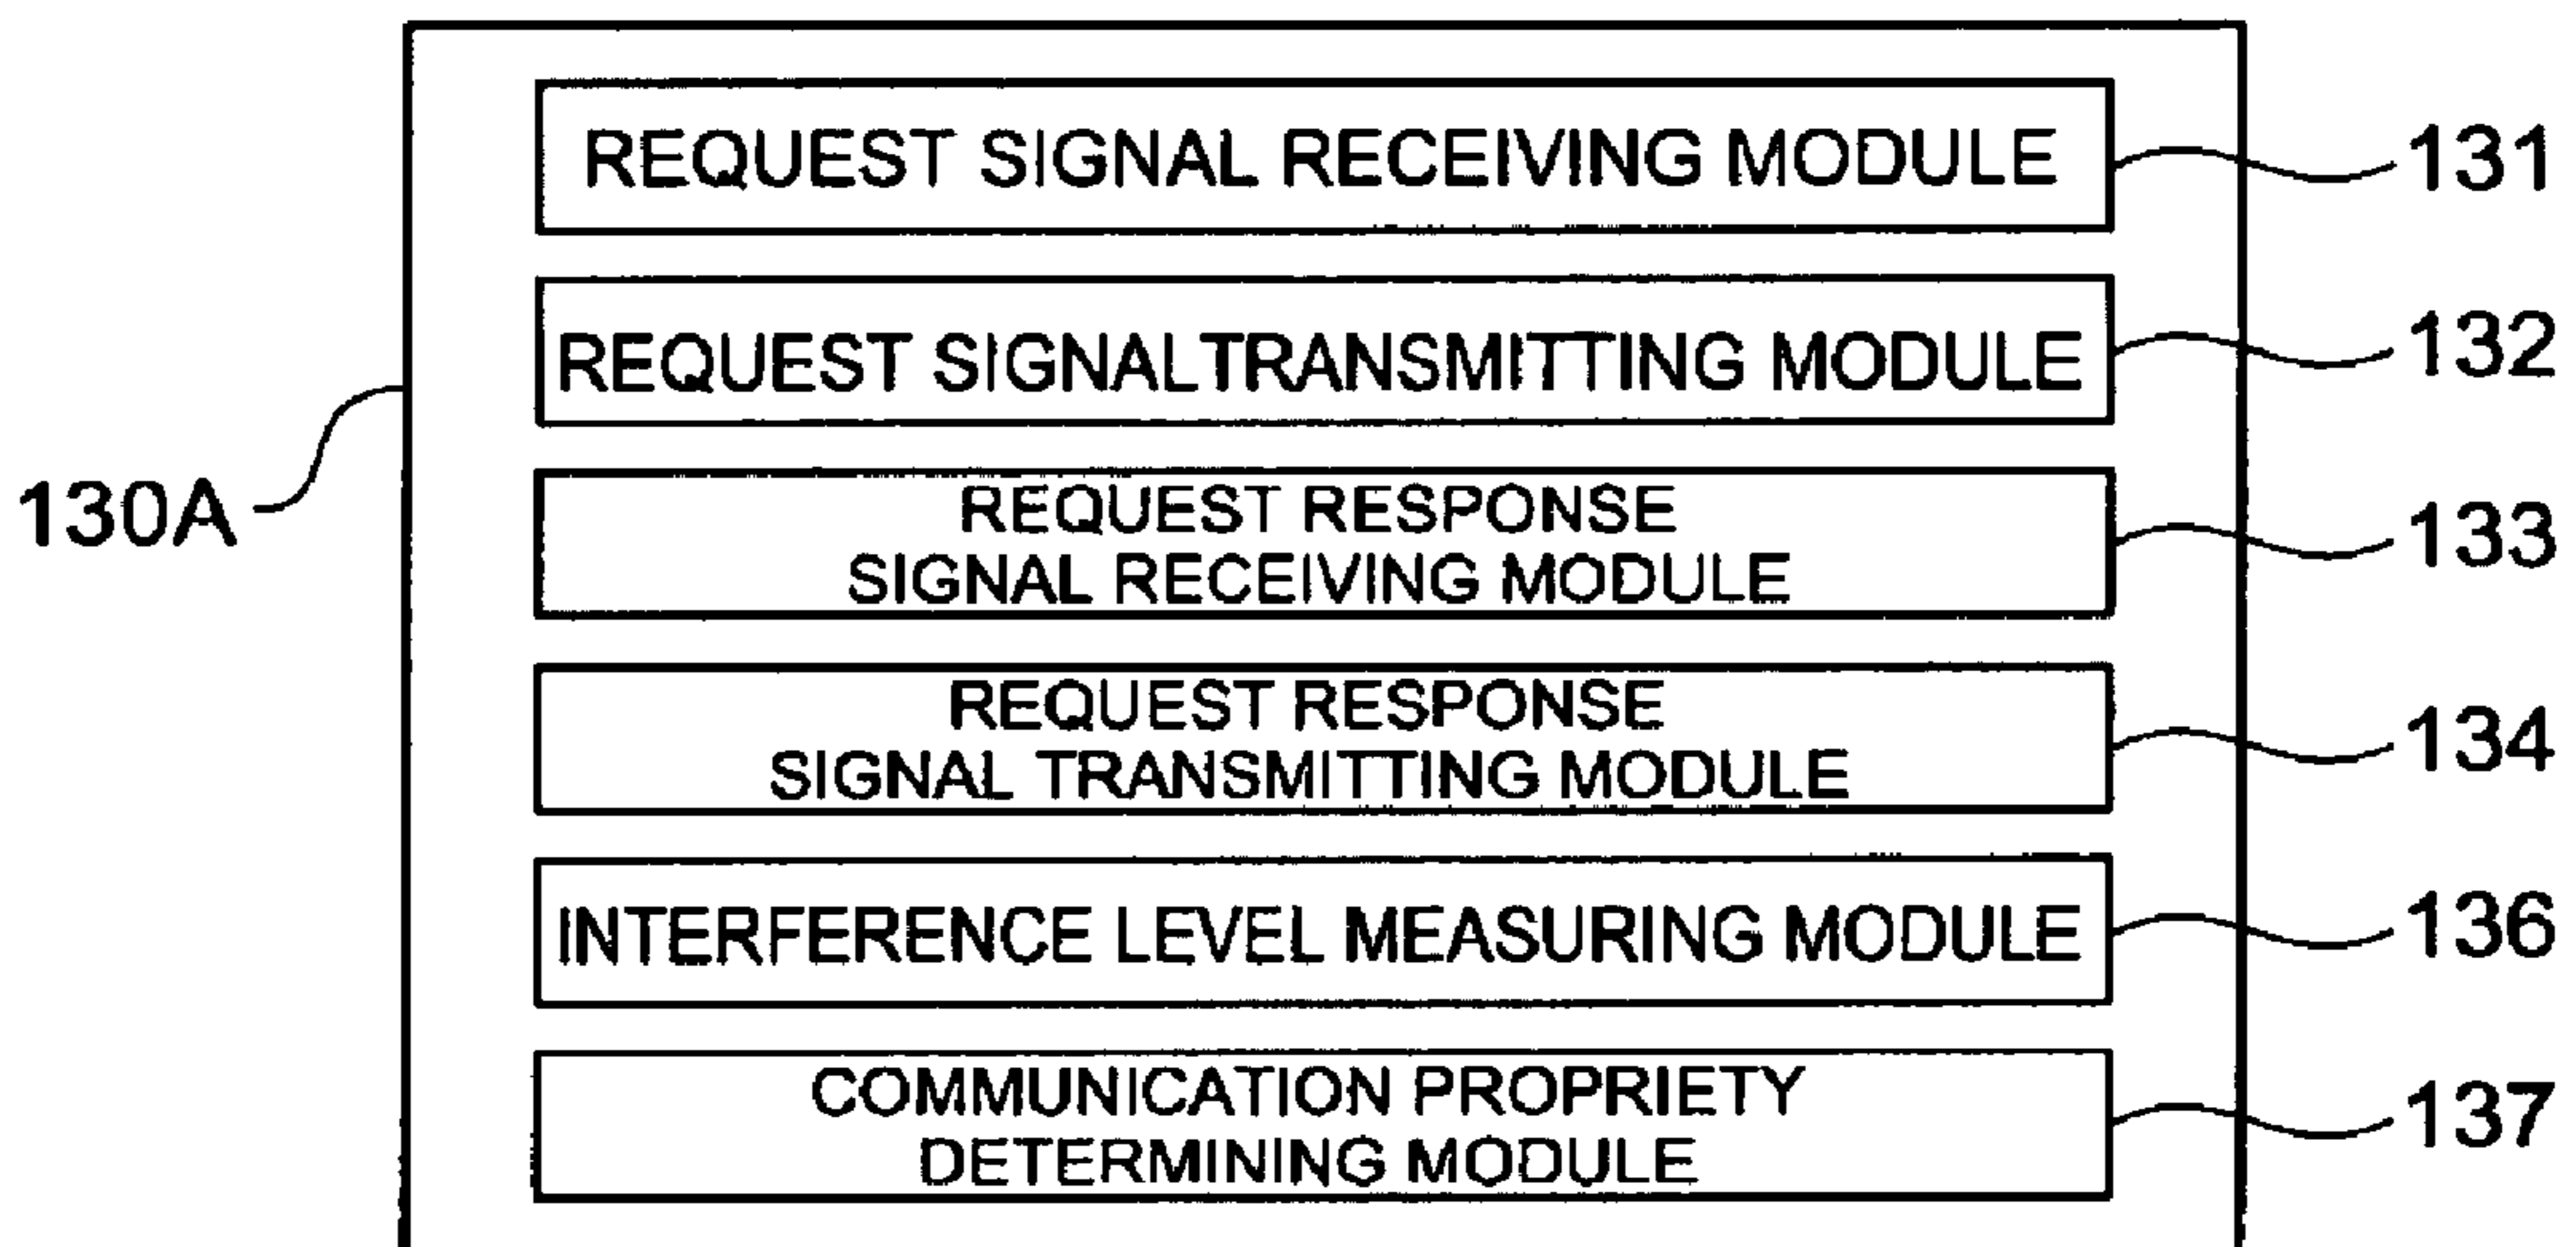 REQUEST SIGNAL RECEIVING MODULE
131
REQUEST SIGNALTRANSMITTING MODULE
132
130A
REQUEST RESPONSE
SIGNAL RECEIVING MODULE
133
REQUEST RESPONSE
SIGNAL TRANSMITTING MODULE
134
INTERFERENCE LEVEL MEASURING MODULE
136
COMMUNICATION PROPRIETY
DETERMINING MODULE
137